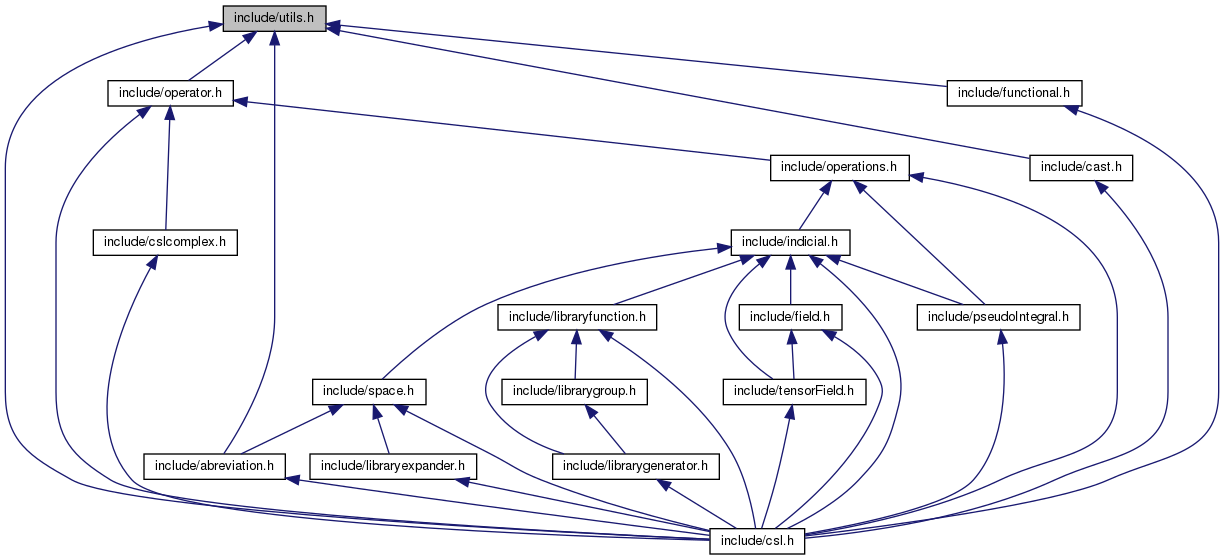 include/utils.h
include/operator.h
include/functional.h
include/operations.h
include/cast.h
include/cslcomplex.h
include/indicial.h
include/libraryfunction.h
include/field.h
include/pseudoIntegral.h
include/space.h
include/librarygroup.h
include/tensorField.h
include/abreviation.h
include/libraryexpander.h
include/librarygenerator.h
include/csl.h